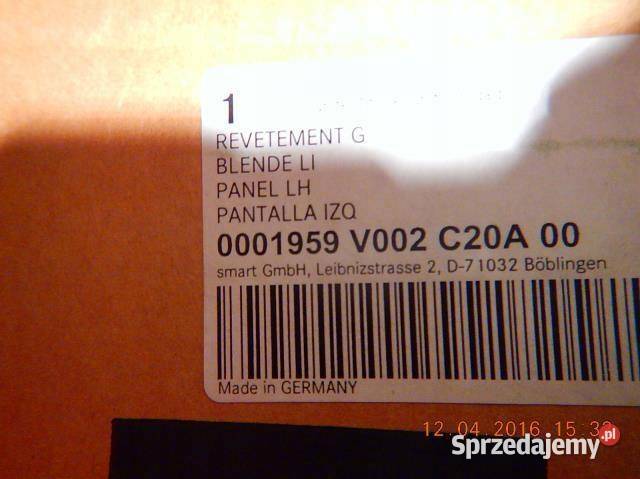 1
REVETEMENT G
BLENDE LI
PANEL LH
PANTALLA IZQ
0001959 V002 C20A 00
smart GmbH, Leibnizstrasse 2, D-71032 Böblingen
Made in GERMANY
12.04.2016 15:
Sprzedajemy.pl